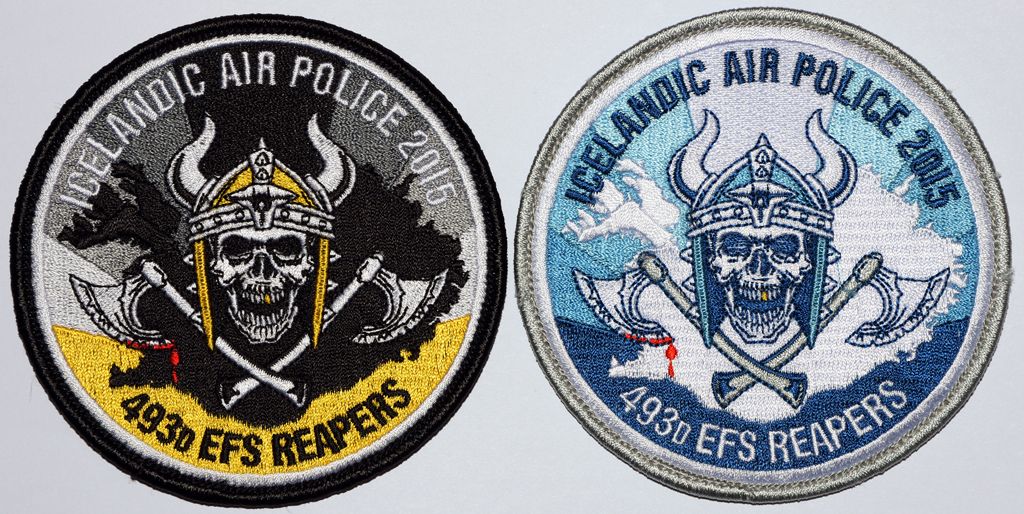 ICELANDIC AIR POLICE 2015
493D EFS REAPERS
ICELANDIC AIR POLICE 2015
493D EFS REAPERS